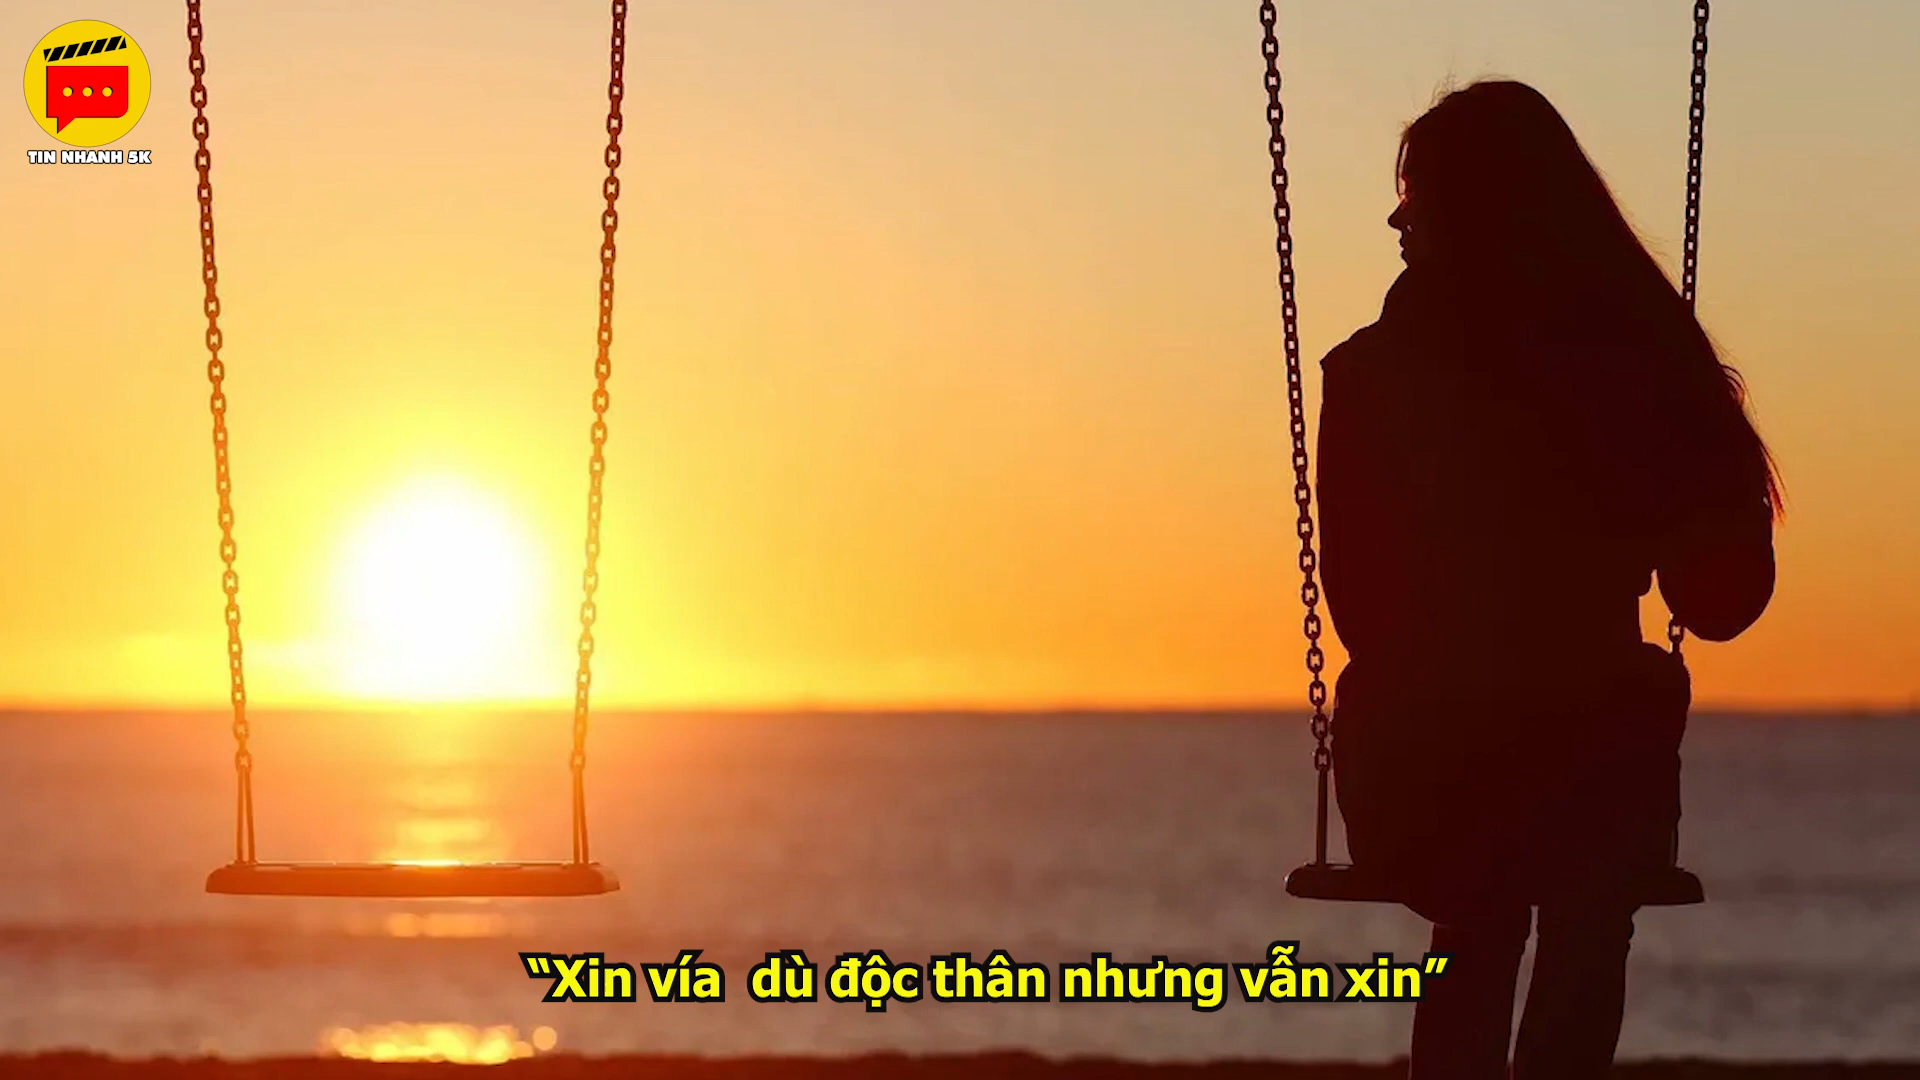 TIN NHANH 5K
“Xin vía  dù độc thân nhưng vẫn xin”